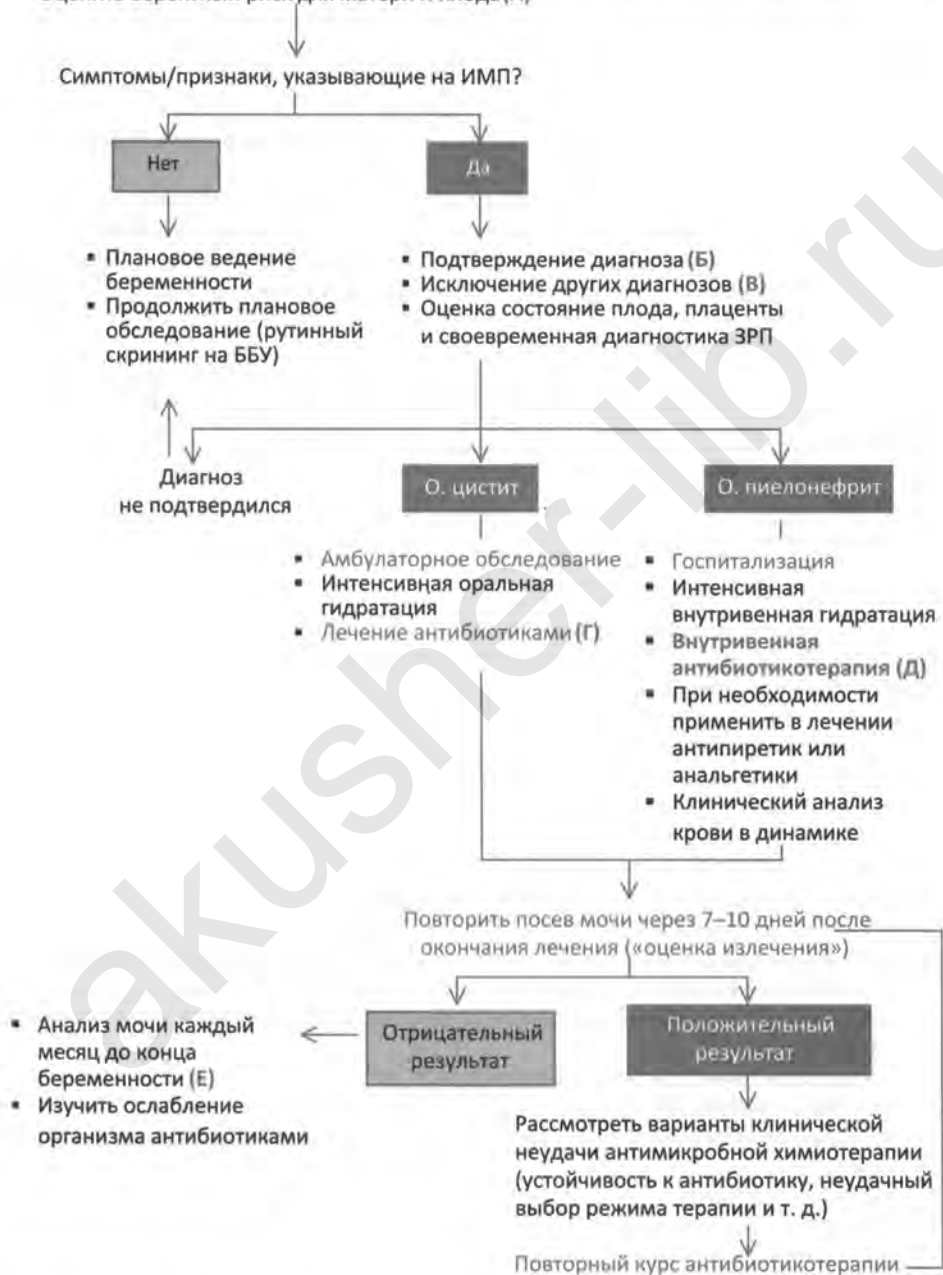 Симптомы/признаки, указывающие на ИМП?
Нет
Да
▪ Плановое ведение
беременности
▪ Продолжить плановое
обследование (рутинный
скрининг на ББУ)
▪ Подтверждение диагноза (Б)
▪ Исключение других диагнозов (В)
▪ Оценка состояние плода, плаценты
и своевременная диагностика ЗРП
Диагноз
не подтвердился
О. цистит
О. пиелонефрит
▪ Амбулаторное обследование
▪ Интенсивная оральная
гидратация
▪ Лечение антибиотиками (Г)
▪ Госпитализация
▪ Интенсивная
внутривенная гидратация
▪ Внутривенная
антибиотикотерапия (Д)
▪ При необходимости
применить в лечении
антипиретик или
анальгетики
▪ Клинический анализ
крови в динамике
Повторить посев мочи через 7–10 дней после
окончания лечения («оценка излечения»)
▪ Анализ мочи каждый
месяц до конца
беременности (Е)
▪ Изучить ослабление
организма антибиотиками
Отрицательный
результат
Положительный
результат
Рассмотреть варианты клинической
неудачи антимикробной химиотерапии
(устойчивость к антибиотику, неудачный
выбор режима терапии и т. д.)
Повторный курс антибиотикотерапии
akusher-lib.ru